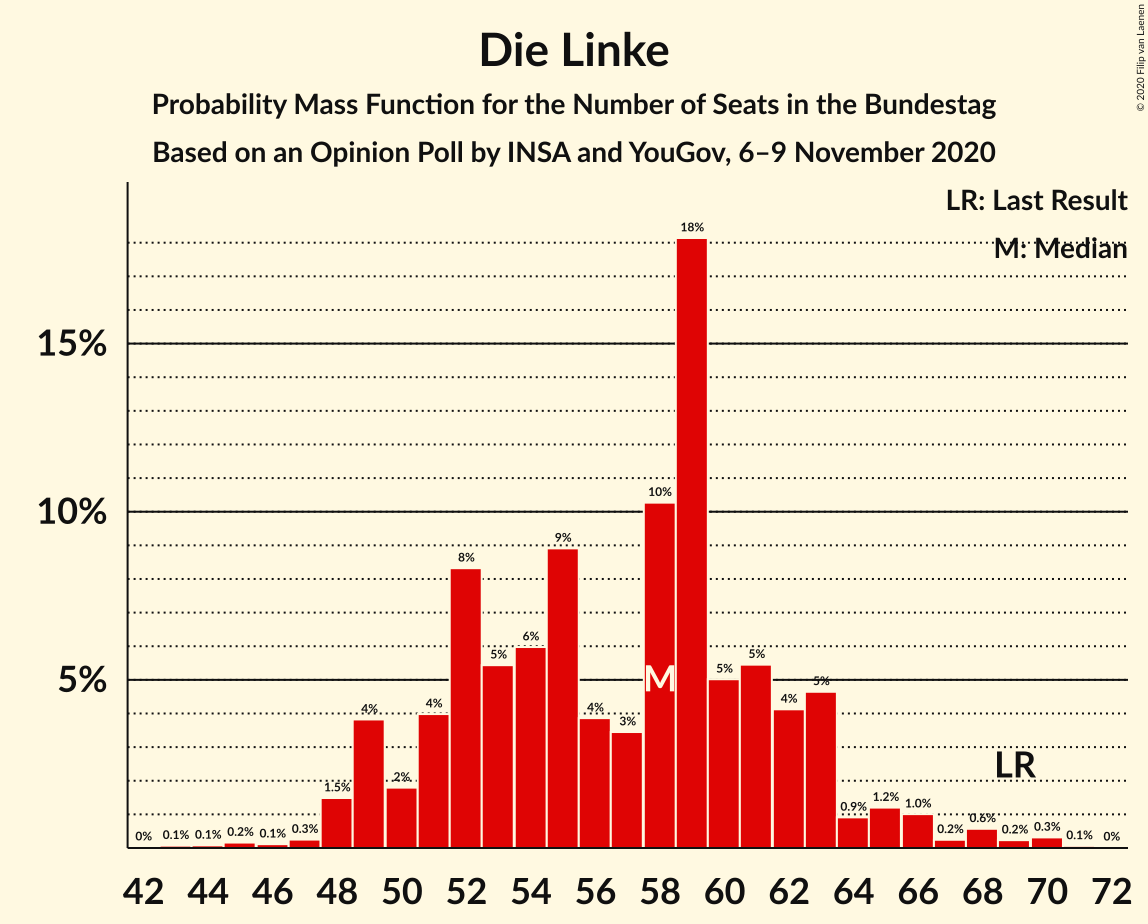 Die Linke
Probability Mass Function for the Number of Seats in the Bundestag
Based on an Opinion Poll by INSA and YouGov, 6–9 November 2020
© 2020 Filip van Laenen
LR: Last Result
M: Median
15%
10%
5%
0% 0.1% 0.1% 0.2% 0.1% 0.3% 1.5% 4% 2% 4% 8% 5% 6% 9% 4% 3% 10% 18% 5% 5% 4% 5% 0.9% 1.2% 1.0% 0.2% 0.6% 0.2% 0.3% 0.1% 0%
M
LR
42 44 46 48 50 52 54 56 58 60 62 64 66 68 70 72